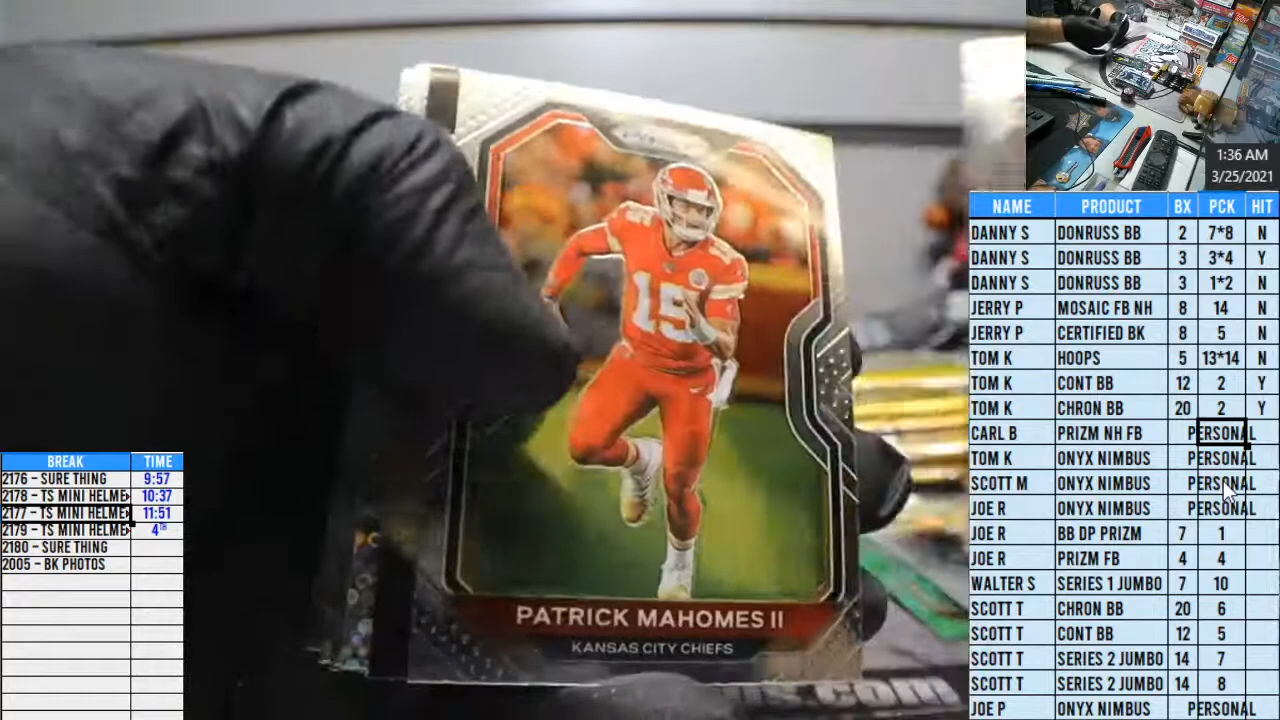 15
PATRICK MAHOMES II
KANSAS CITY CHIEFS
.COM
1:36 AM
3/25/2021
NAME PRODUCT BX PCK HIT
DANNY S DONRUSS BB 2 7*8 N
DANNY S DONRUSS BB 3 3*4 Y
DANNY S DONRUSS BB 3 1*2 N
JERRY P MOSAIC FB NH 8 14 N
JERRY P CERTIFIED BK 8 5 N
TOM K HOOPS 5 13*14 N
TOM K CONT BB 12 2 Y
TOM K CHRON BB 20 2 Y
CARL B PRIZM NH FB PERSONAL
TOM K ONYX NIMBUS PERSONAL
SCOTT M ONYX NIMBUS PERSONAL
JOE R ONYX NIMBUS PERSONAL
JOE R BB DP PRIZM 7 1
JOE R PRIZM FB 4 4
WALTER S SERIES 1 JUMBO 7 10
SCOTT T CHRON BB 20 6
SCOTT T CONT BB 12 5
SCOTT T SERIES 2 JUMBO 14 7
SCOTT T SERIES 2 JUMBO 14 8
JOE P ONYX NIMBUS PERSONAL
BREAK TIME
2176 – SURE THING 9:57
2178 – TS MINI HELME 10:37
2177 – TS MINI HELME 11:51
2179 – TS MINI HELME 4TH
2180 – SURE THING
2005 – BK PHOTOS